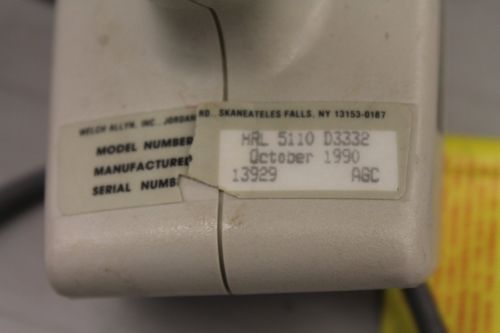 WELCH ALLYN, INC., JORDAN RD., SKANEATELES FALLS, NY 13153-0187
MODEL NUMBER HRL 5110 D3332
MANUFACTURED October 1990
SERIAL NUMB 13929 AGC